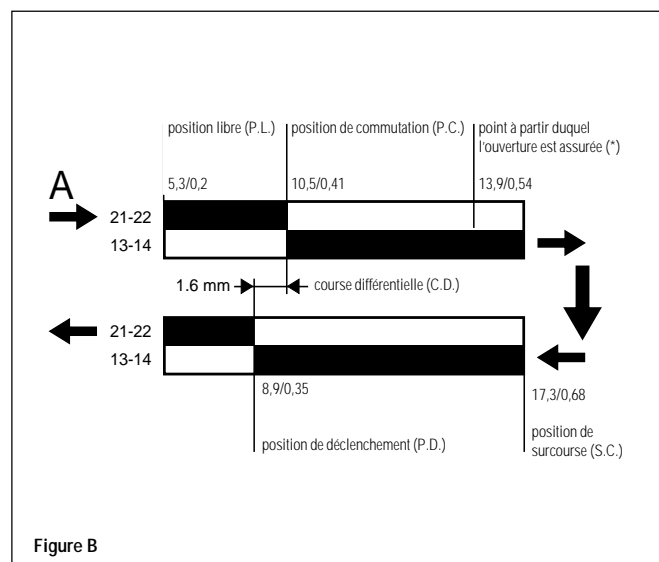 position libre (P.L.)
position de commutation (P.C.)
point à partir duquel
l'ouverture est assurée (*)
A
5,3/0,2
10,5/0,41
13,9/0,54
21-22
13-14
1.6 mm
course différentielle (C.D.)
21-22
13-14
8,9/0,35
17,3/0,68
position de déclenchement (P.D.)
position de
surcourse (S.C.)
Figure B